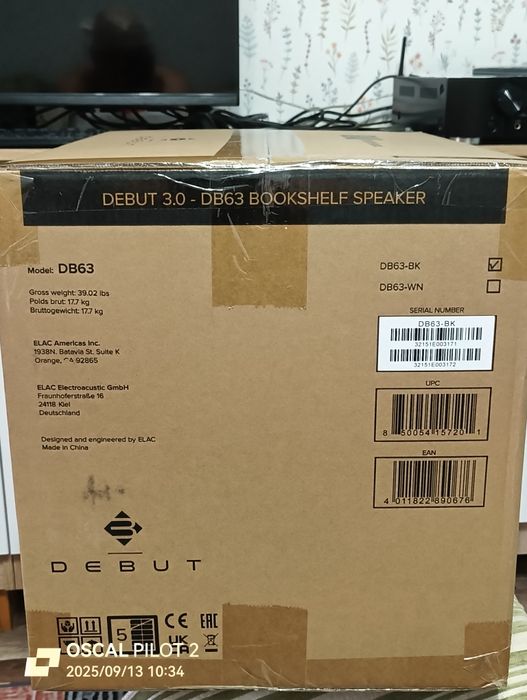 DEBUT 3.0 - DB63 BOOKSHELF SPEAKER
Model: DB63
Gross weight: 39.02 lbs
Poids brut: 17.7 kg
Bruttogewicht: 17.7 kg
ELAC Americas Inc.
1938N. Batavia St. Suite K
Orange, CA 92865
ELAC Electroacustic GmbH
Fraunhoferstraße 16
24118 Kiel
Deutschland
Designed and engineered by ELAC
Made in China
DB63-BK
DB63-WN
SERIAL NUMBER
DB63-BK
32151E003171
32151E003172
UPC
8 50054 15720 1
EAN
4 011822 890676
DEBUT
5
CE
EAC
UK
OSCAL PILOT 2
2025/09/13 10:34